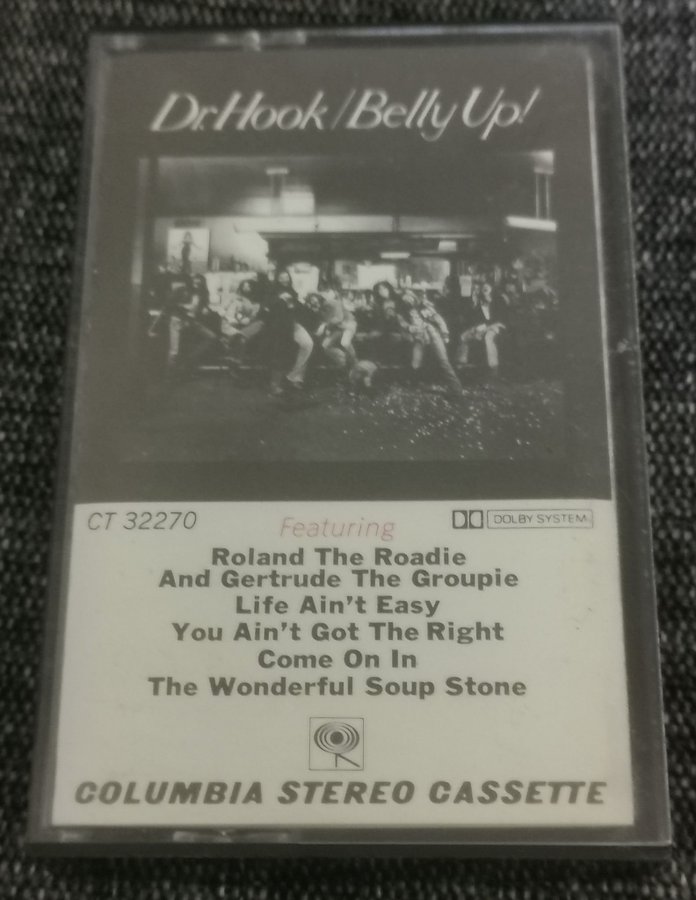 Dr. Hook/Belly Up!
CT 32270
Featuring
DOLBY SYSTEM
Roland The Roadie
And Gertrude The Groupie
Life Ain't Easy
You Ain't Got The Right
Come On In
The Wonderful Soup Stone
COLUMBIA STEREO CASSETTE